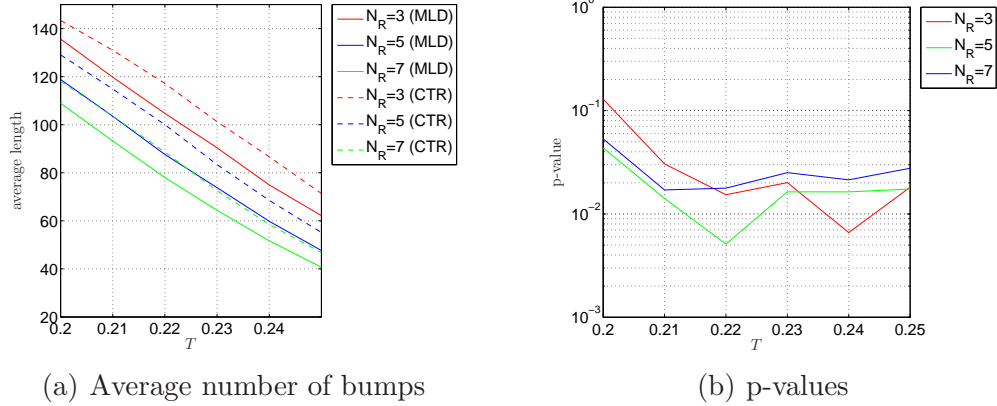 140
120
100
80
60
40
20
0.2
0.21
0.22
0.23
0.24
average length
T
N_R=3 (MLD)
N_R=5 (MLD)
N_R=7 (MLD)
N_R=3 (CTR)
N_R=5 (CTR)
N_R=7 (CTR)
(a) Average number of bumps
10^0
10^{-1}
10^{-2}
10^{-3}
0.2
0.21
0.22
0.23
0.24
0.25
p-value
T
N_R=3
N_R=5
N_R=7
(b) p-values